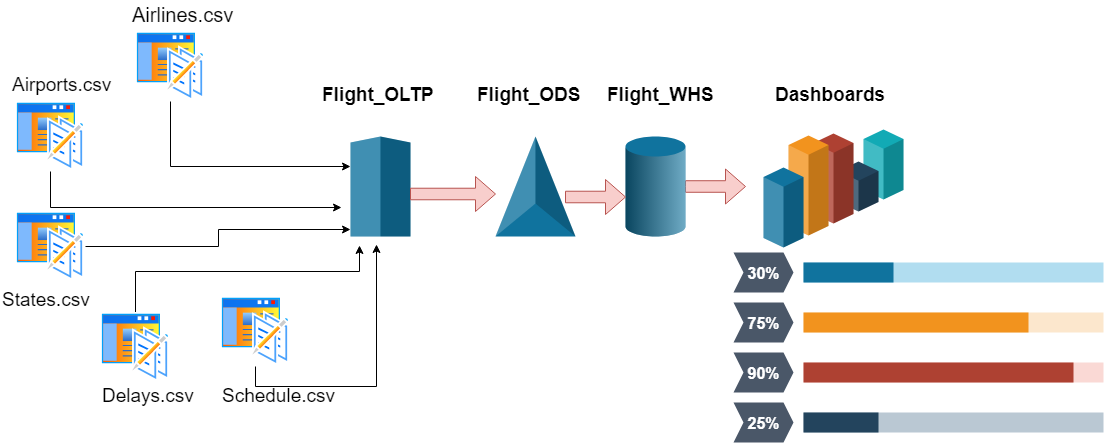 Airlines.csv
Airports.csv
Flight_OLTP
Flight_ODS
Flight_WHS
Dashboards
States.csv
Delays.csv
Schedule.csv
30%
75%
90%
25%